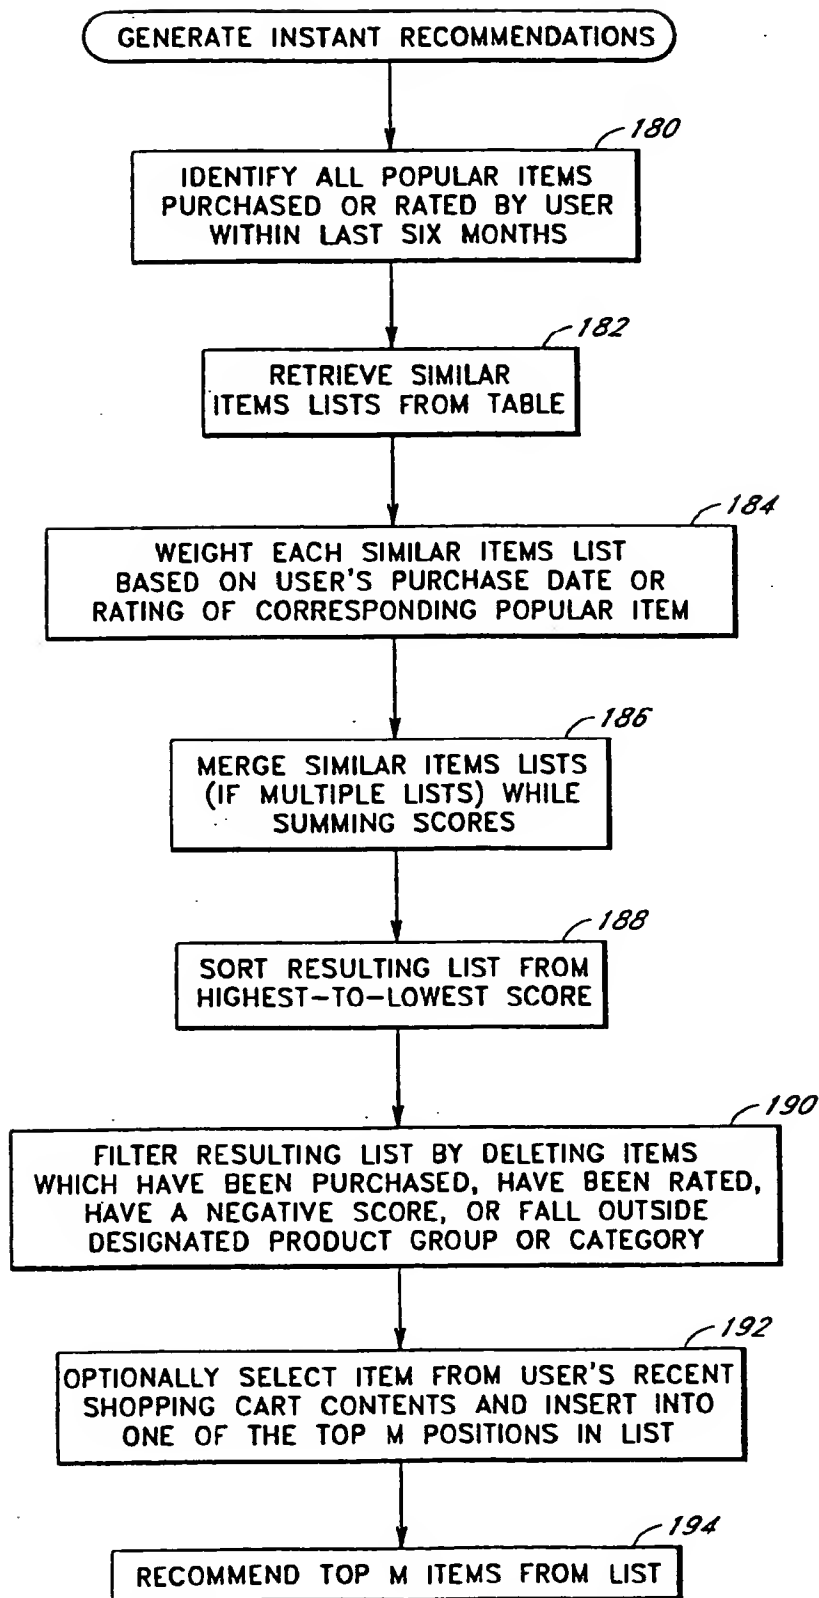 GENERATE INSTANT RECOMMENDATIONS
180
IDENTIFY ALL POPULAR ITEMS
PURCHASED OR RATED BY USER
WITHIN LAST SIX MONTHS
182
RETRIEVE SIMILAR
ITEMS LISTS FROM TABLE
184
WEIGHT EACH SIMILAR ITEMS LIST
BASED ON USER'S PURCHASE DATE OR
RATING OF CORRESPONDING POPULAR ITEM
186
MERGE SIMILAR ITEMS LISTS
(IF MULTIPLE LISTS) WHILE
SUMMING SCORES
188
SORT RESULTING LIST FROM
HIGHEST-TO-LOWEST SCORE
190
FILTER RESULTING LIST BY DELETING ITEMS
WHICH HAVE BEEN PURCHASED, HAVE BEEN RATED,
HAVE A NEGATIVE SCORE, OR FALL OUTSIDE
DESIGNATED PRODUCT GROUP OR CATEGORY
192
OPTIONALLY SELECT ITEM FROM USER'S RECENT
SHOPPING CART CONTENTS AND INSERT INTO
ONE OF THE TOP M POSITIONS IN LIST
194
RECOMMEND TOP M ITEMS FROM LIST